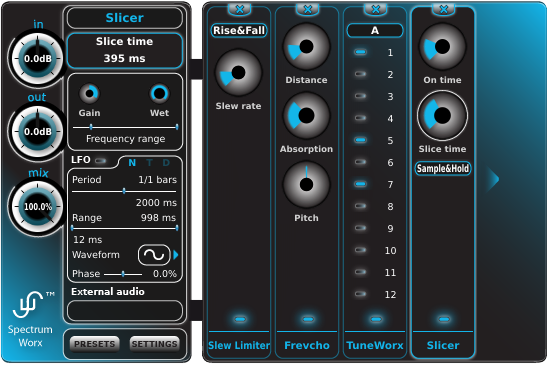 in
0.0dB
out
0.0dB
mix
100.0%
™
Spectrum
Worx
Slicer
Slice time
395 ms
Gain
Wet
Frequency range
LFO
N T D
Period 1/1 bars
2000 ms
Range 998 ms
12 ms
Waveform
Phase 0.0%
External audio
PRESETS SETTINGS
Rise&Fall
Slew rate
Slew Limiter
Distance
Absorption
Pitch
Frevcho
A
1
2
3
4
5
6
7
8
9
10
11
12
TuneWorx
On time
Slice time
Sample&Hold
Slicer